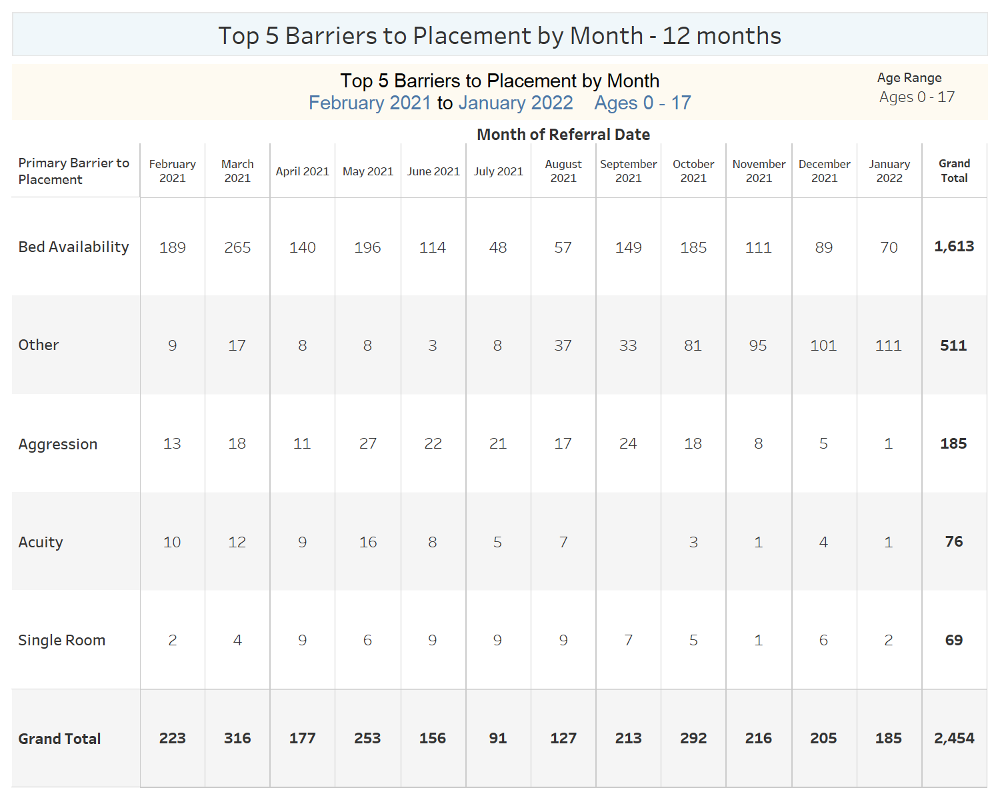 Top 5 Barriers to Placement by Month - 12 months
Top 5 Barriers to Placement by Month
February 2021 to January 2022 Ages 0 - 17
Age Range
Ages 0 - 17
Month of Referral Date
Primary Barrier to Placement February 2021 March 2021 April 2021 May 2021 June 2021 July 2021 August 2021 September 2021 October 2021 November 2021 December 2021 January 2022 Grand Total
Bed Availability 189 265 140 196 114 48 57 149 185 111 89 70 1,613
Other 9 17 8 8 3 8 37 33 81 95 101 111 511
Aggression 13 18 11 27 22 21 17 24 18 8 5 1 185
Acuity 10 12 9 16 8 5 7 3 1 4 1 76
Single Room 2 4 9 6 9 9 9 7 5 1 6 2 69
Grand Total 223 316 177 253 156 91 127 213 292 216 205 185 2,454